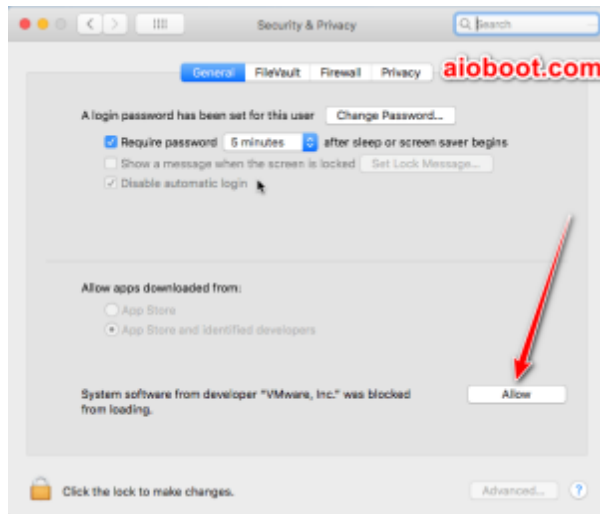 Security & Privacy
Search
aioboot.com
General FileVault Firewall Privacy
A login password has been set for this user Change Password...
Require password 5 minutes after sleep or screen saver begins
Show a message when the screen is locked Set Lock Message...
Disable automatic login
Allow apps downloaded from:
App Store
App Store and identified developers
System software from developer "VMware, Inc." was blocked
from loading.
Allow
Click the lock to make changes.
Advanced...
?